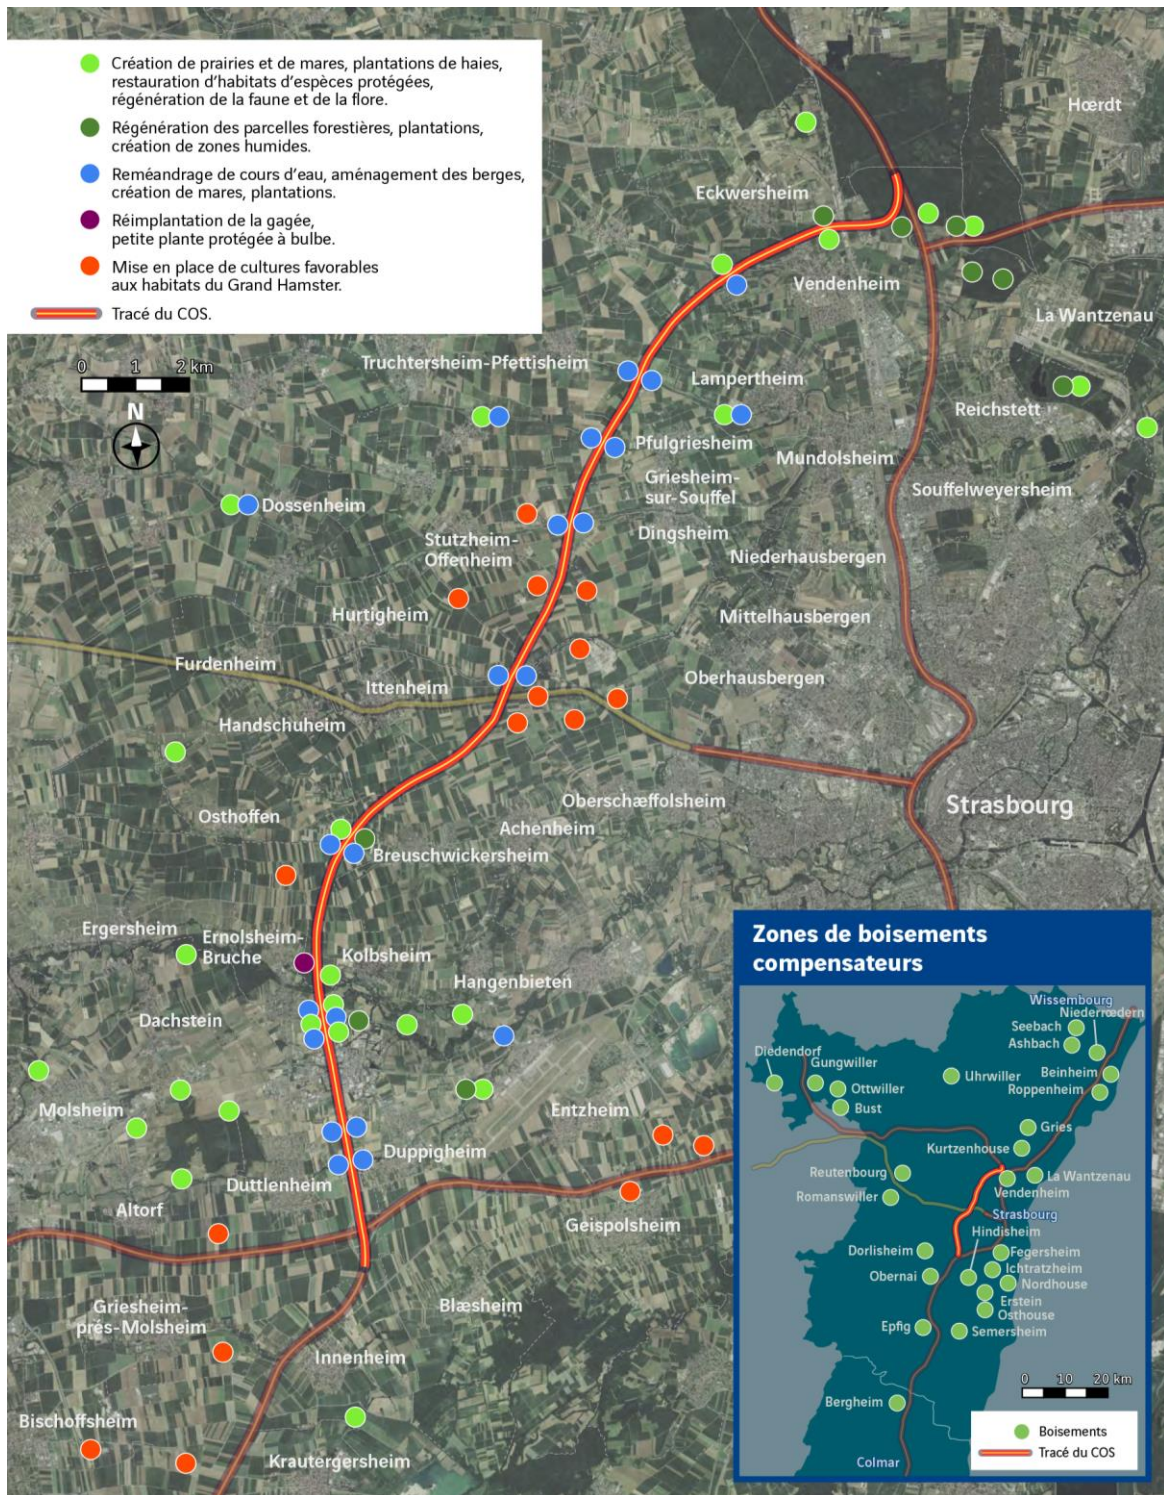 Création de prairies et de mares, plantations de haies,
restauration d'habitats d'espèces protégées,
régénération de la faune et de la flore.
Régénération des parcelles forestières, plantations,
création de zones humides.
Reméandrage de cours d'eau, aménagement des berges,
création de mares, plantations.
Réimplantation de la gagée,
petite plante protégée à bulbe.
Mise en place de cultures favorables
aux habitats du Grand Hamster.
Tracé du COS.
0 1 2 km
N
Hœrdt
Eckwersheim
Vendenheim
La Wantzenau
Truchtersheim-Pfettisheim
Lampertheim
Reichstett
Pfulgriesheim
Mundolsheim
Griesheim-
sur-Souffel
Souffelweyersheim
Dossenheim
Dingsheim
Stutzheim-
Offenheim
Niederhausbergen
Hurtigheim
Mittelhausbergen
Furdenheim
Ittenheim
Oberhausbergen
Handschuheim
Oberschæffolsheim
Strasbourg
Osthoffen
Achenheim
Breuschwickersheim
Ergersheim
Ernolsheim-
Bruche
Kolbsheim
Hangenbieten
Dachstein
Molsheim
Entzheim
Duppigheim
Duttlenheim
Altorf
Geispolsheim
Griesheim-
prés-Molsheim
Blæsheim
Innenheim
Bischoffsheim
Krautergersheim
Zones de boisements
compensateurs
Wissembourg
Niederrœdern
Seebach
Ashbach
Diedendorf
Gungwiller
Uhrwiller
Beinheim
Ottwiller
Roppenheim
Bust
Gries
Kurtzenhouse
Reutenbourg
La Wantzenau
Vendenheim
Romanswiller
Strasbourg
Hindisheim
Dorlisheim
Fegersheim
Ichtratzheim
Obernai
Nordhouse
Erstein
Osthouse
Epfig
Semersheim
0 10 20 km
Bergheim
Boisements
Tracé du COS
Colmar